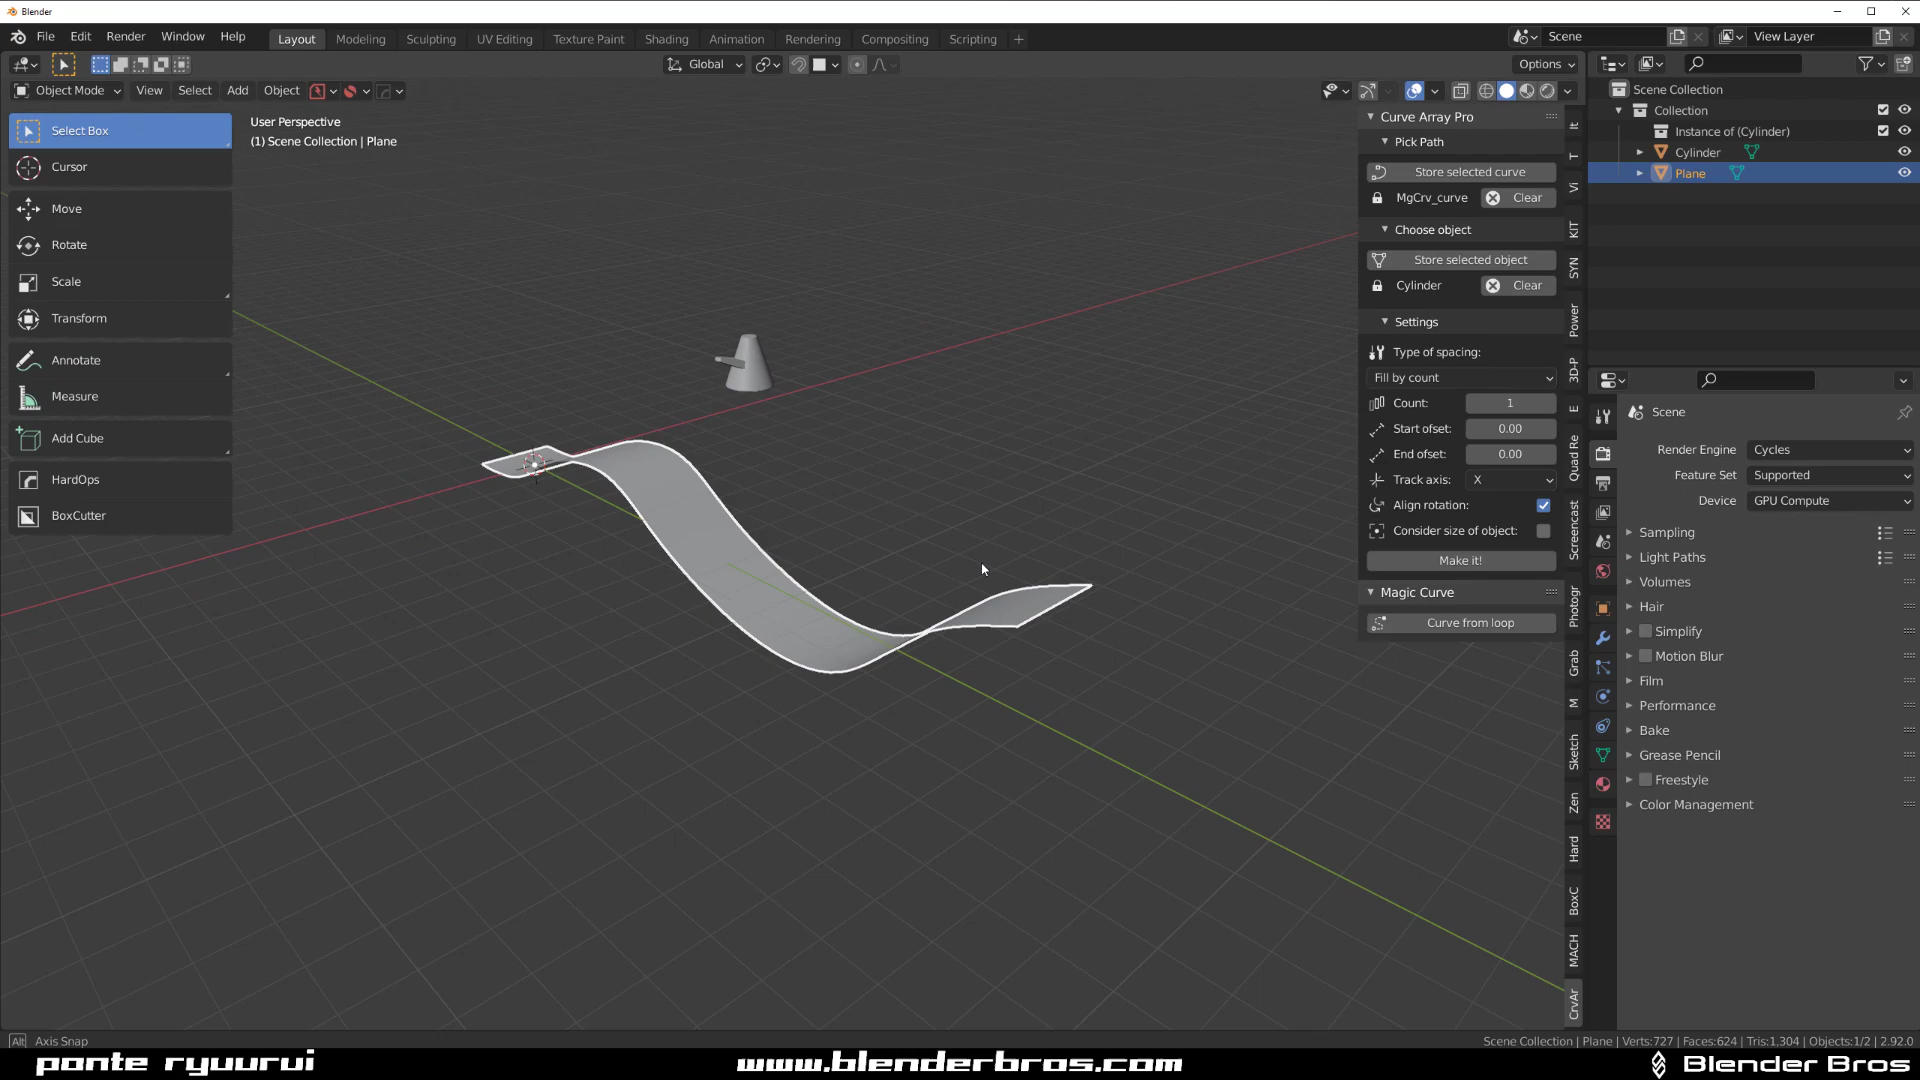 Blender
File Edit Render Window Help Layout Modeling Sculpting UV Editing Texture Paint Shading Animation Rendering Compositing Scripting + Scene View Layer
Global Options
Object Mode View Select Add Object
Select Box
Cursor
Move
Rotate
Scale
Transform
Annotate
Measure
Add Cube
HardOps
BoxCutter
User Perspective
(1) Scene Collection | Plane
Curve Array Pro
Pick Path
Store selected curve
MgCrv_curve Clear
Choose object
Store selected object
Cylinder Clear
Settings
Type of spacing:
Fill by count
Count: 1
Start ofset: 0.00
End ofset: 0.00
Track axis: X
Align rotation:
Consider size of object:
Make it!
Magic Curve
Curve from loop
It
T
Vi
KIT
SYN
Power
3D-P
E
Quad Re
Screencast
Photogr
Grab
M
Sketch
Zen
Hard
BoxC
MACH
CrvAr
Scene Collection
Collection
Instance of (Cylinder)
Cylinder
Plane
Scene
Render Engine Cycles
Feature Set Supported
Device GPU Compute
Sampling
Light Paths
Volumes
Hair
Simplify
Motion Blur
Film
Performance
Bake
Grease Pencil
Freestyle
Color Management
Alt Axis Snap
Scene Collection | Plane | Verts:727 | Faces:624 | Tris:1,304 | Objects:1/2 | 2.92.0
ponte ryuurui www.blenderbros.com Blender Bros